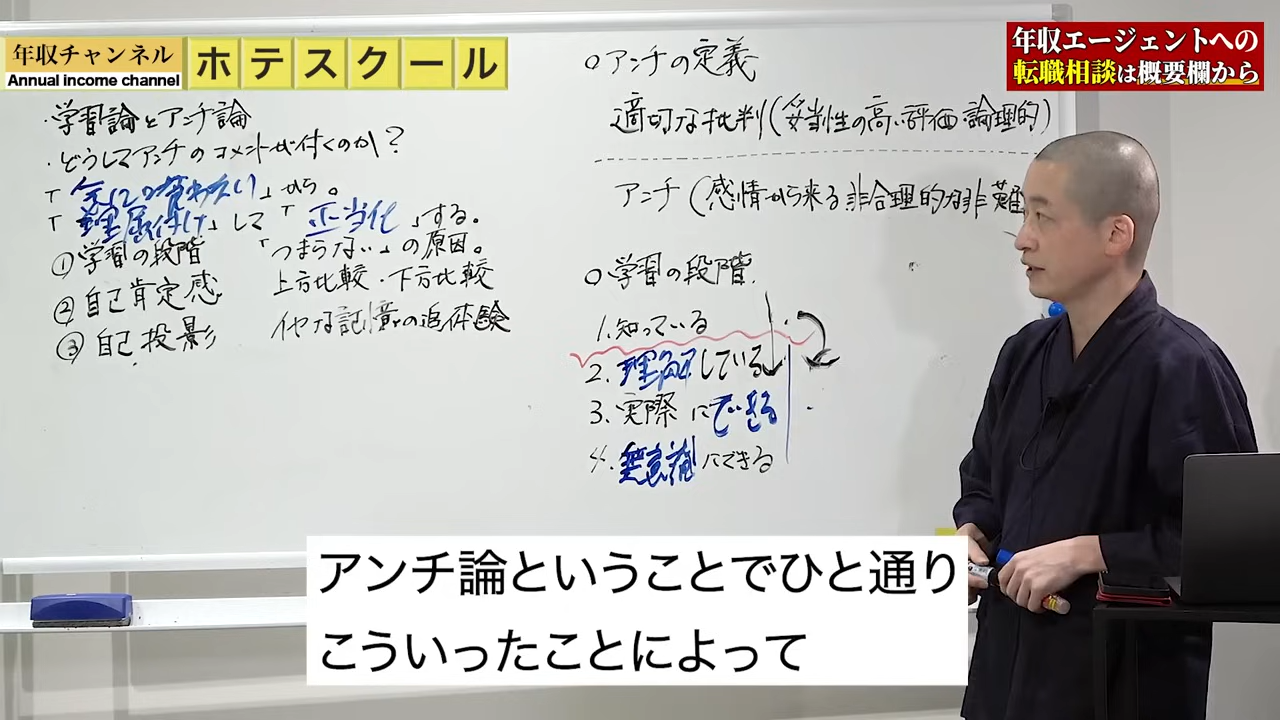 年収チャンネル
Annual income channel
ホテスクール
年収エージェントへの
転職相談は概要欄から
・学習論とアンチ論
・どうしてアンチのコメントが付くのか?
「気にの食わない」から。
「理屈付け」して「正当化」する。
①学習の段階
「つまらない」の原因。
②自己肯定感
上方比較・下方比較
③自己投影
イヤな記憶の追体験
○アンチの定義
適切な批判(妥当性の高い評価・論理的)
アンチ(感情から来る非合理的な非難
○学習の段階
1.知っている
2.理解している
3.実際にできる
4.無意識にできる
アンチ論ということでひと通り
こういったことによって